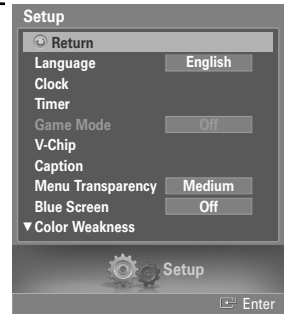 Setup
Return
Language English
Clock
Timer
Game Mode Off
V-Chip
Caption
Menu Transparency Medium
Blue Screen Off
▼ Color Weakness
Setup
Enter